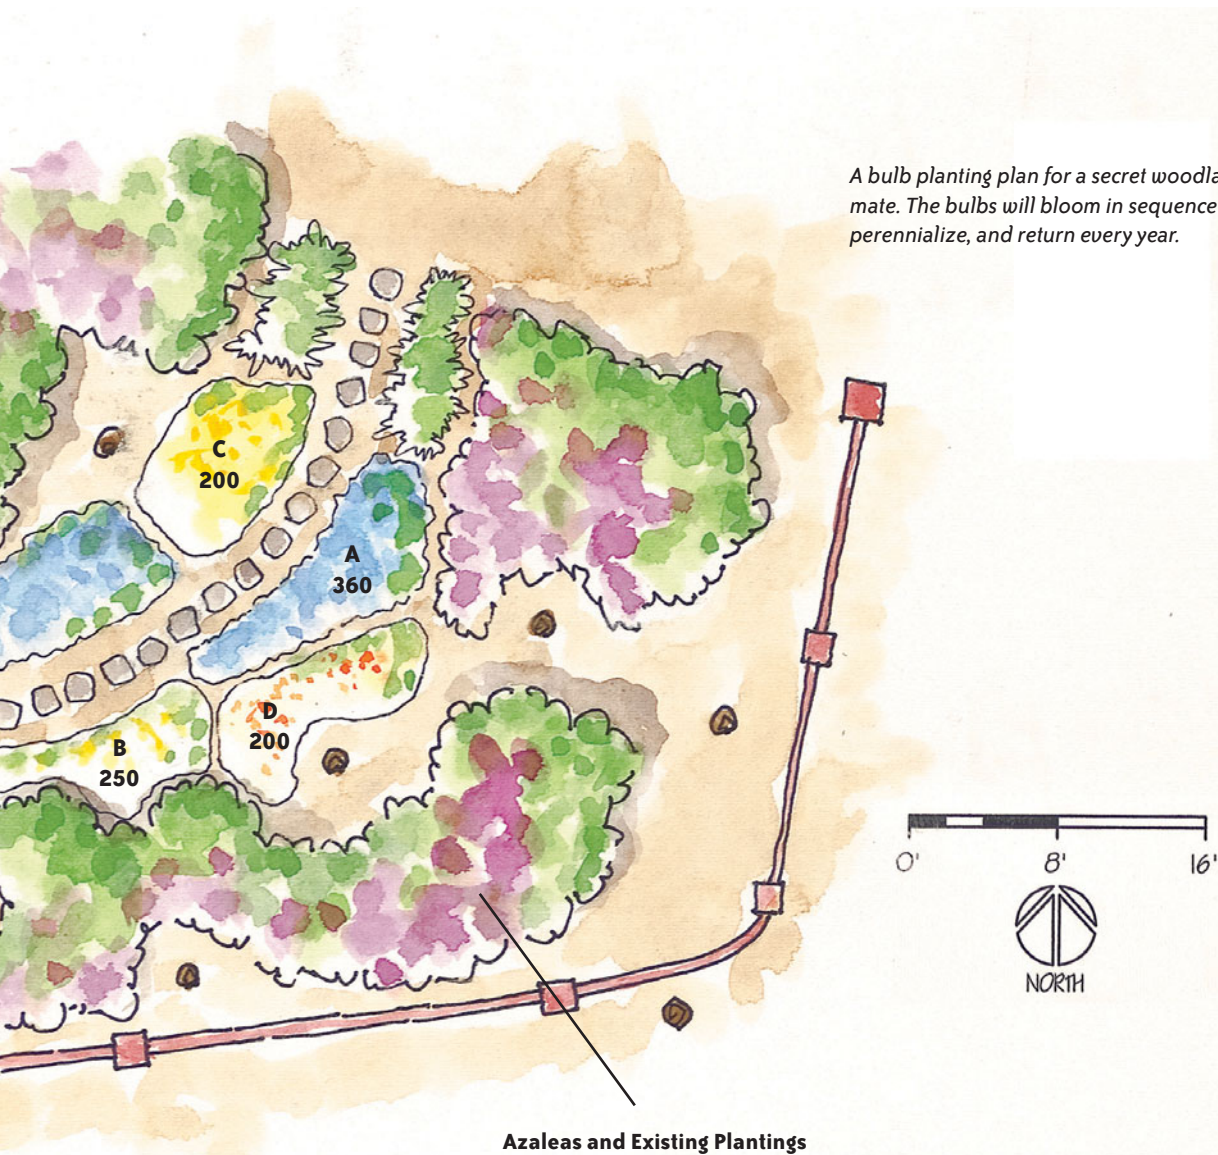 A bulb planting plan for a secret woodla
mate. The bulbs will bloom in sequence
perennialize, and return every year.
C
200
A
360
D
200
B
250
0'
8'
16'
NORTH
Azaleas and Existing Plantings